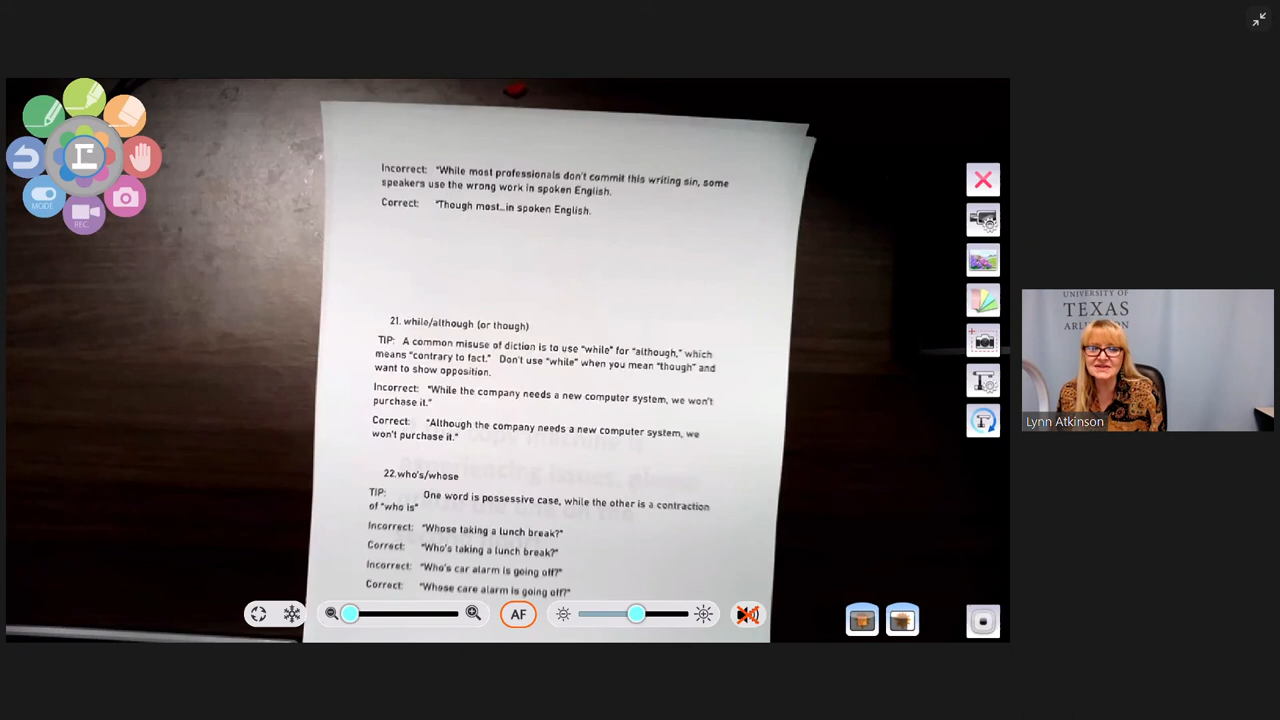 Incorrect: "While most professionals don't commit this writing sin, some
speakers use the wrong work in spoken English.
Correct: "Though most...in spoken English.
21. while/although (or though)
TIP: A common misuse of diction is to use "while" for "although," which
means "contrary to fact." Don't use "while" when you mean "though" and
want to show opposition.
Incorrect: "While the company needs a new computer system, we won't
purchase it."
Correct: "Although the company needs a new computer system, we
won't purchase it."
22.who's/whose
TIP: One word is possessive case, while the other is a contraction
of "who is"
Incorrect: "Whose taking a lunch break?"
Correct: "Who's taking a lunch break?"
Incorrect: "Who's car alarm is going off?"
Correct: "Whose care alarm is going off?"
MODE
REC.
AF
UNIVERSITY OF
TEXAS
Lynn Atkinson